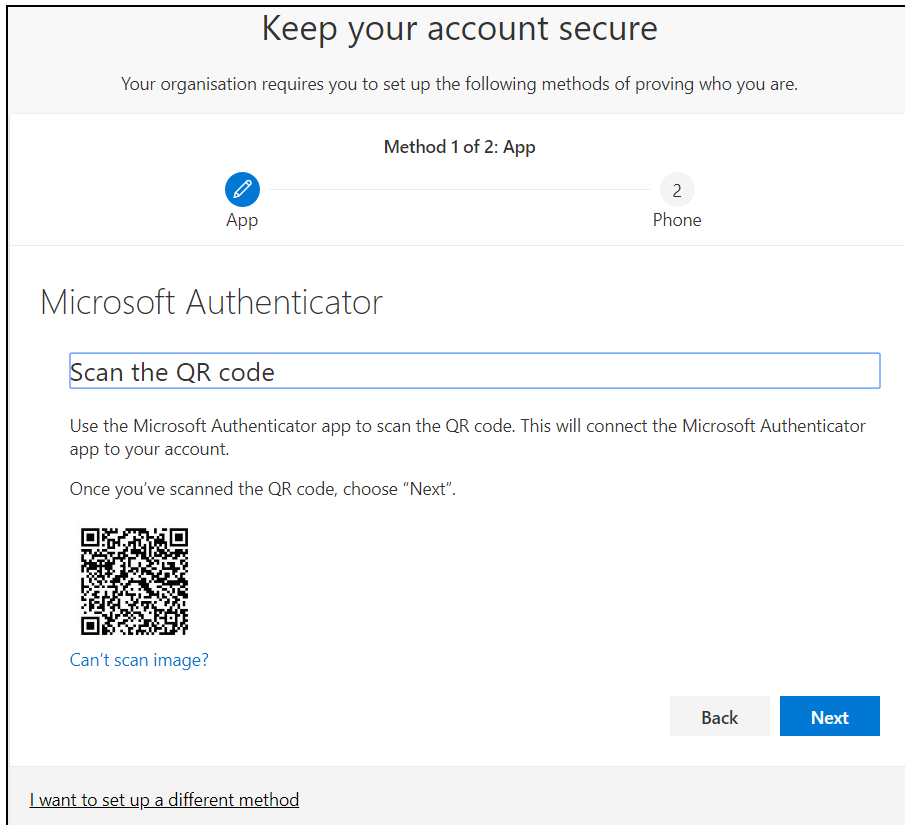 Keep your account secure
Your organisation requires you to set up the following methods of proving who you are.
Method 1 of 2: App
2
App
Phone
Microsoft Authenticator
Scan the QR code
Use the Microsoft Authenticator app to scan the QR code. This will connect the Microsoft Authenticator
app to your account.
Once you’ve scanned the QR code, choose “Next”.
Can’t scan image?
Back
Next
I want to set up a different method